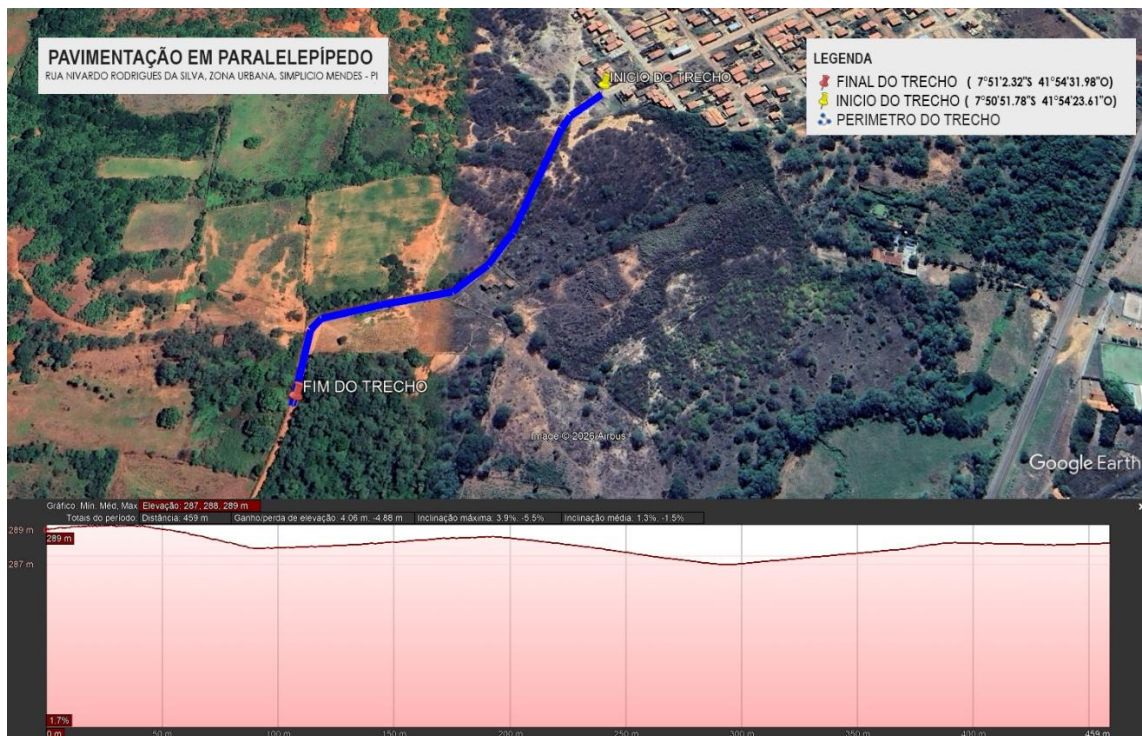 PAVIMENTAÇÃO EM PARALELEPÍPEDO
RUA NIVARDO RODRIGUES DA SILVA, ZONA URBANA, SIMPLICIO MENDES - PI
INICIO DO TRECHO
LEGENDA
FINAL DO TRECHO ( 7°51'2.32"S 41°54'31.98"O)
INICIO DO TRECHO ( 7°50'51.78"S 41°54'23.61"O)
PERIMETRO DO TRECHO
FIM DO TRECHO
Image © 2026 Airbus
Google Earth
Gráfico: Mín, Méd, Max Elevação: 287, 288, 289 m
Totais do período: Distância: 459 m Ganho/perda de elevação: 4.06 m, -4.88 m Inclinação máxima: 3.9%, -5.5% Inclinação média: 1.3%, -1.5%
289 m
289 m
287 m
1.7%
0 m 50 m 100 m 150 m 200 m 250 m 300 m 350 m 400 m 459 m